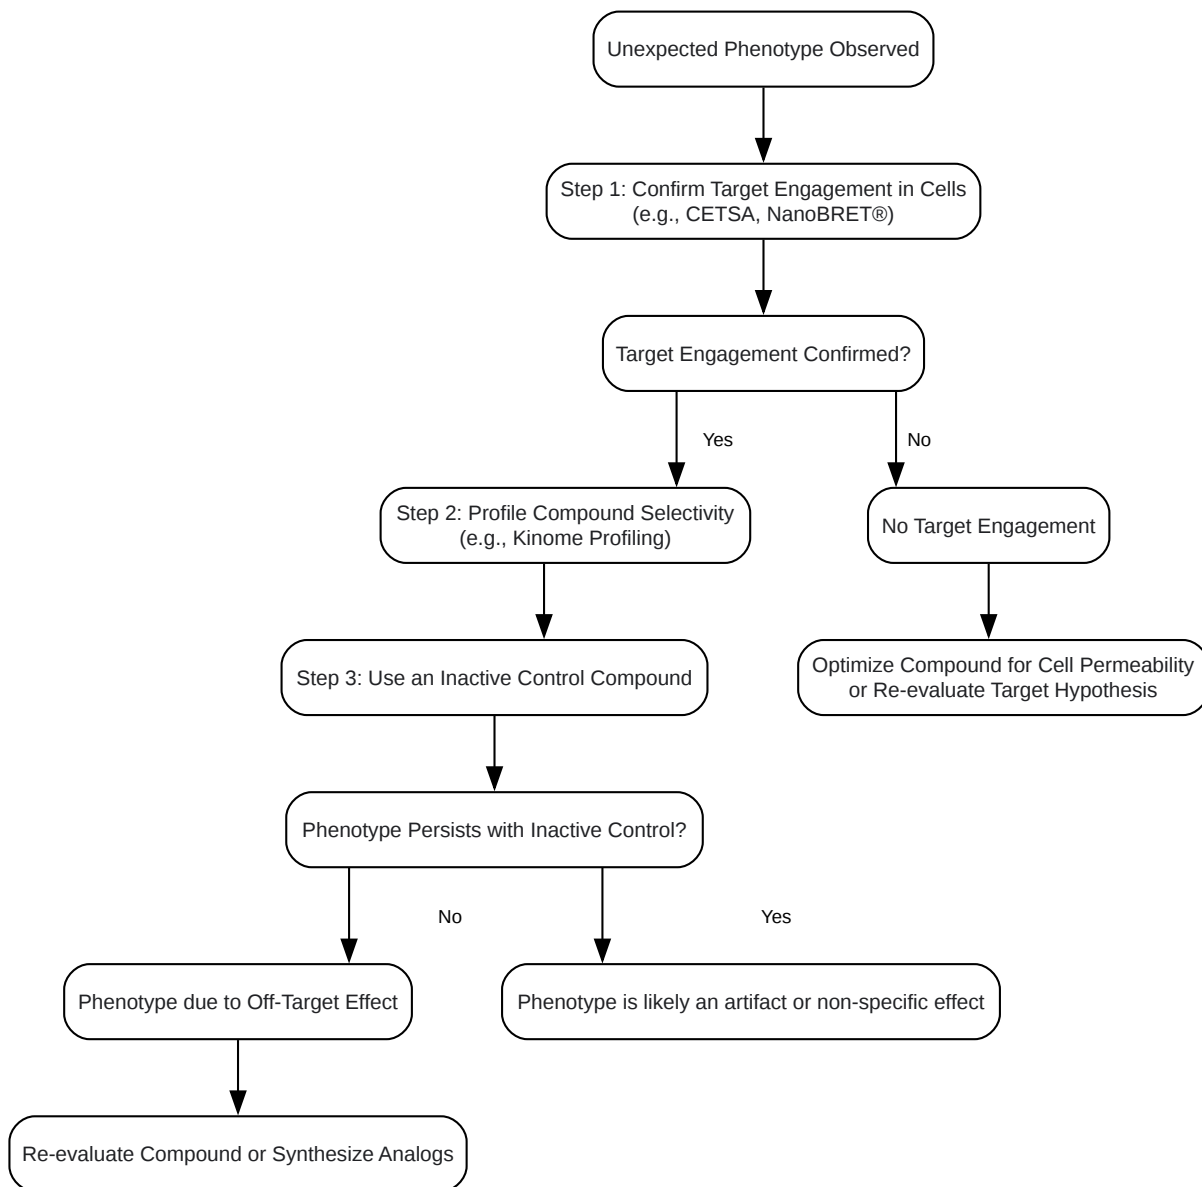 Unexpected Phenotype Observed
Step 1: Confirm Target Engagement in Cells
(e.g., CETSA, NanoBRET®)
Target Engagement Confirmed?
Yes
No
Step 2: Profile Compound Selectivity
(e.g., Kinome Profiling)
No Target Engagement
Step 3: Use an Inactive Control Compound
Optimize Compound for Cell Permeability
or Re-evaluate Target Hypothesis
Phenotype Persists with Inactive Control?
No
Yes
Phenotype due to Off-Target Effect
Phenotype is likely an artifact or non-specific effect
Re-evaluate Compound or Synthesize Analogs